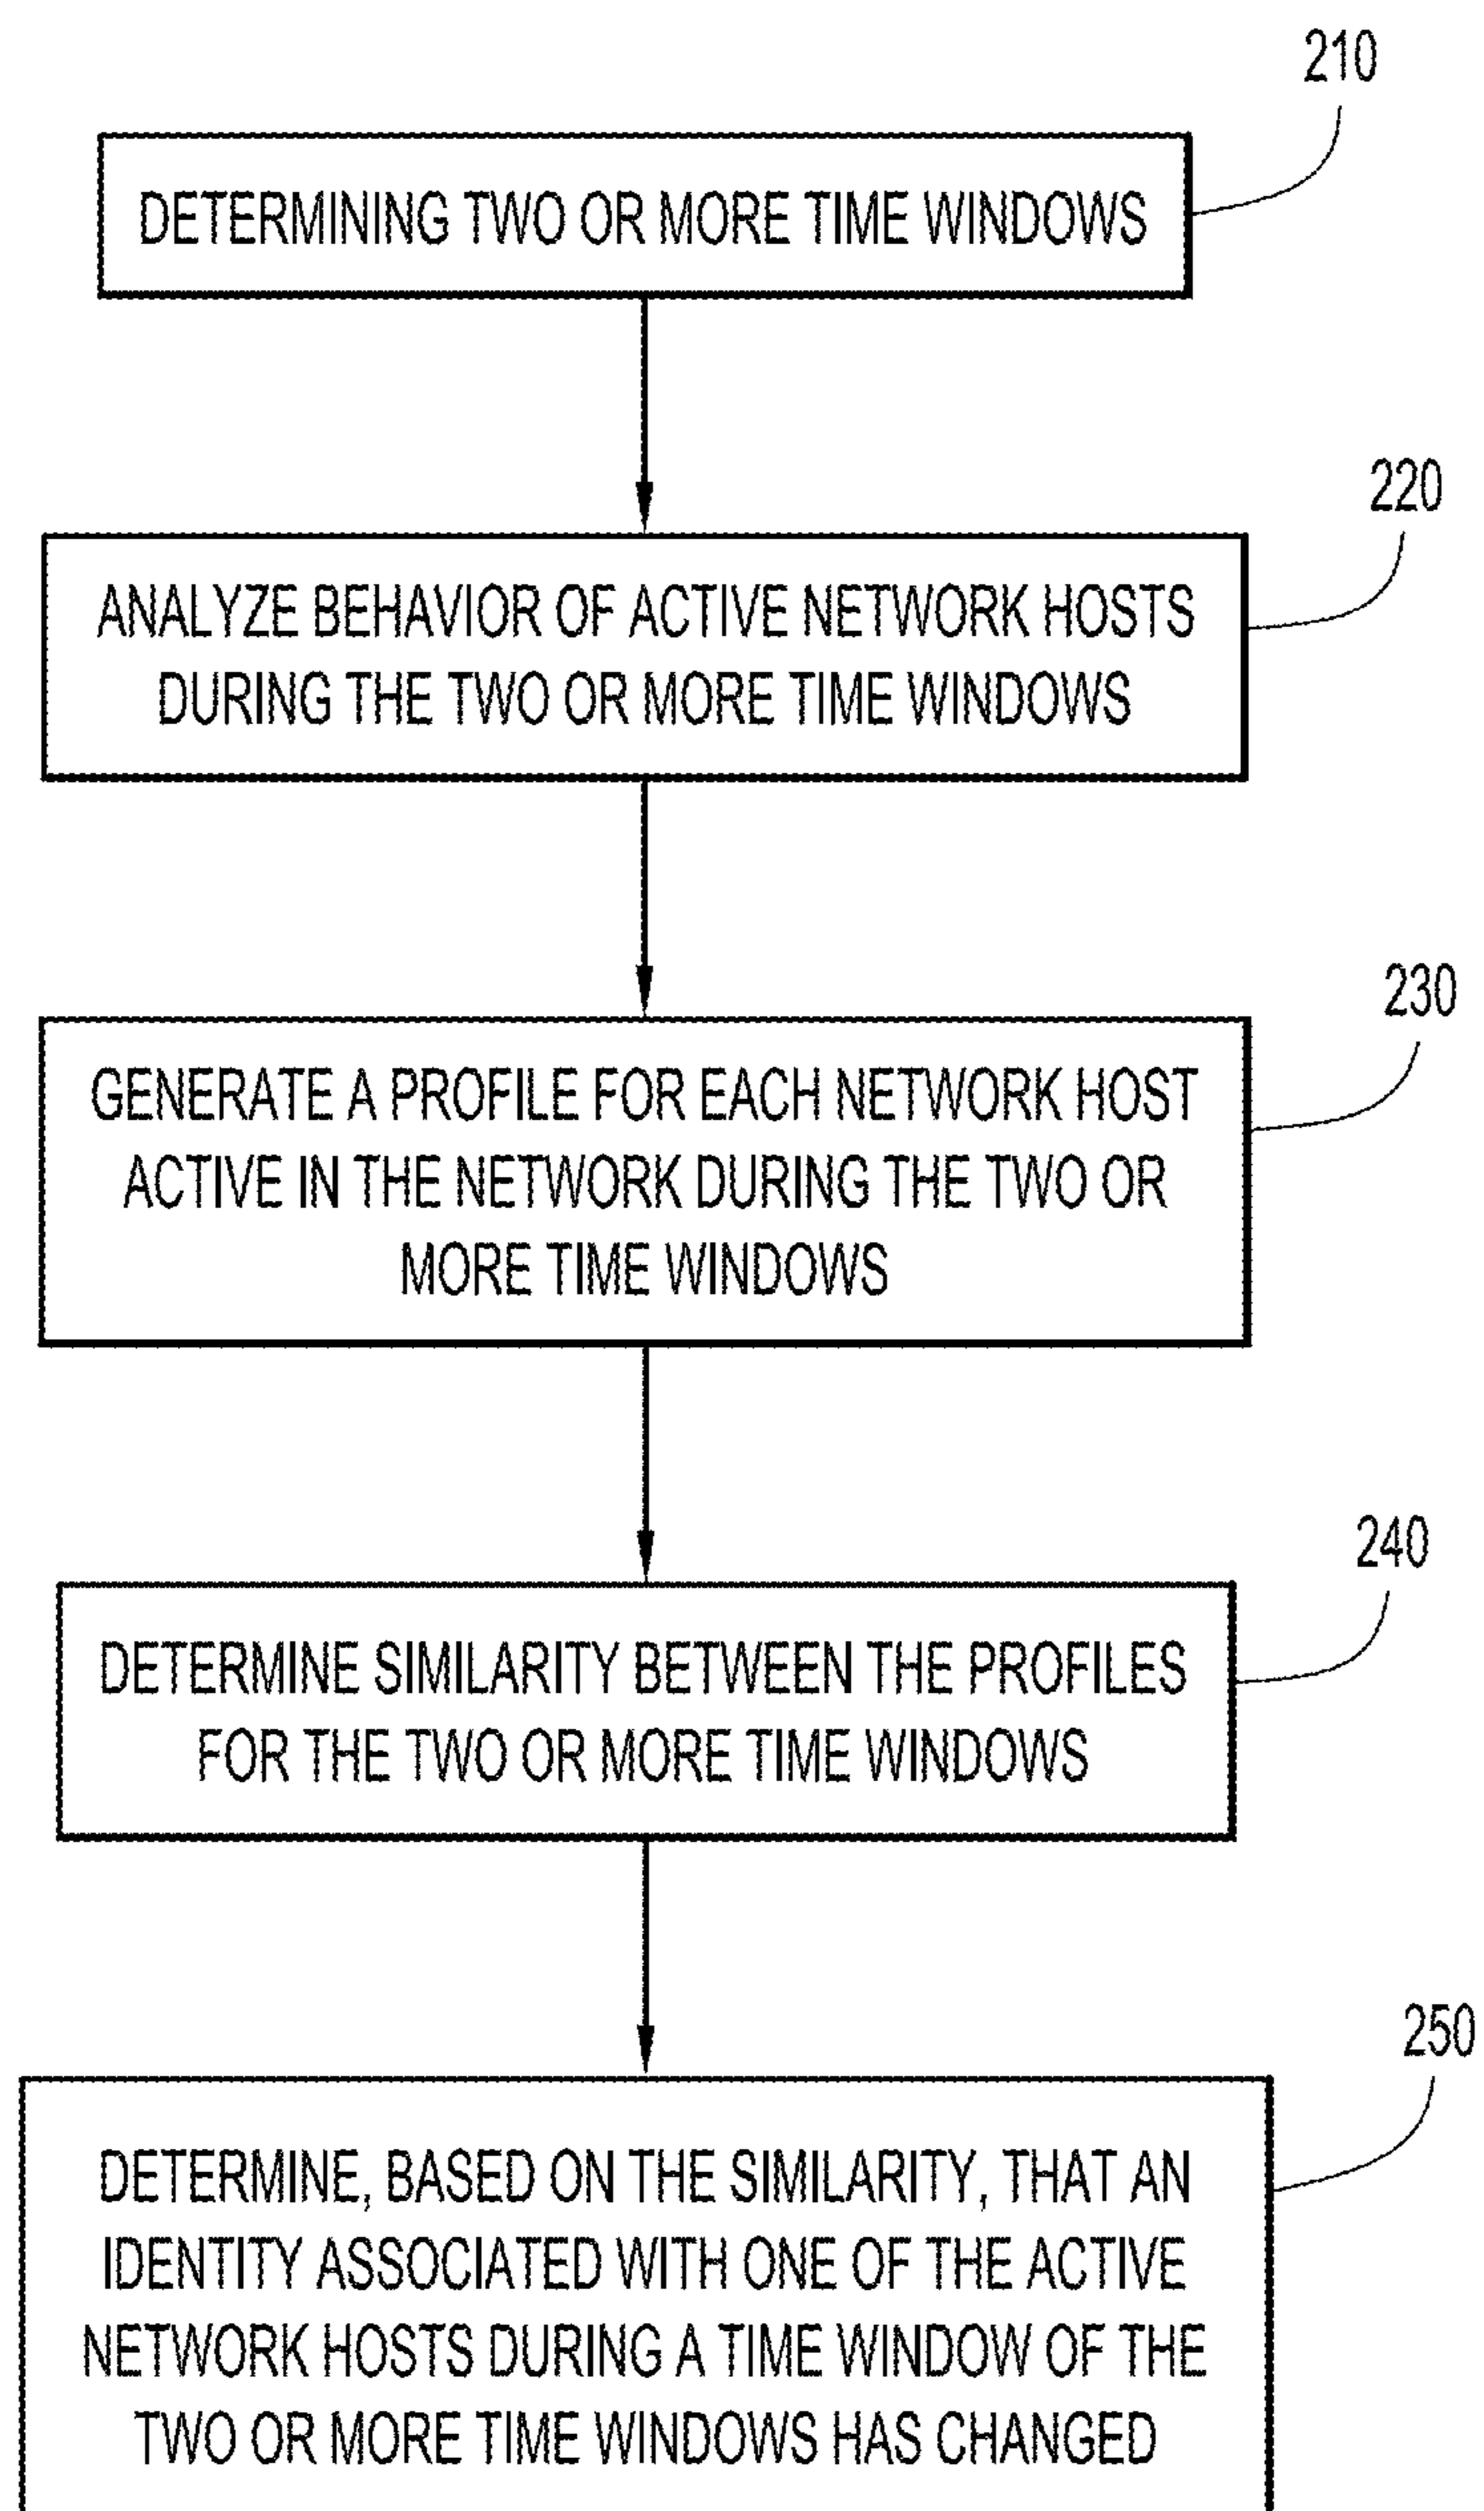 210
DETERMINING TWO OR MORE TIME WINDOWS
220
ANALYZE BEHAVIOR OF ACTIVE NETWORK HOSTS
DURING THE TWO OR MORE TIME WINDOWS
230
GENERATE A PROFILE FOR EACH NETWORK HOST
ACTIVE IN THE NETWORK DURING THE TWO OR
MORE TIME WINDOWS
240
DETERMINE SIMILARITY BETWEEN THE PROFILES
FOR THE TWO OR MORE TIME WINDOWS
250
DETERMINE, BASED ON THE SIMILARITY, THAT AN
IDENTITY ASSOCIATED WITH ONE OF THE ACTIVE
NETWORK HOSTS DURING A TIME WINDOW OF THE
TWO OR MORE TIME WINDOWS HAS CHANGED